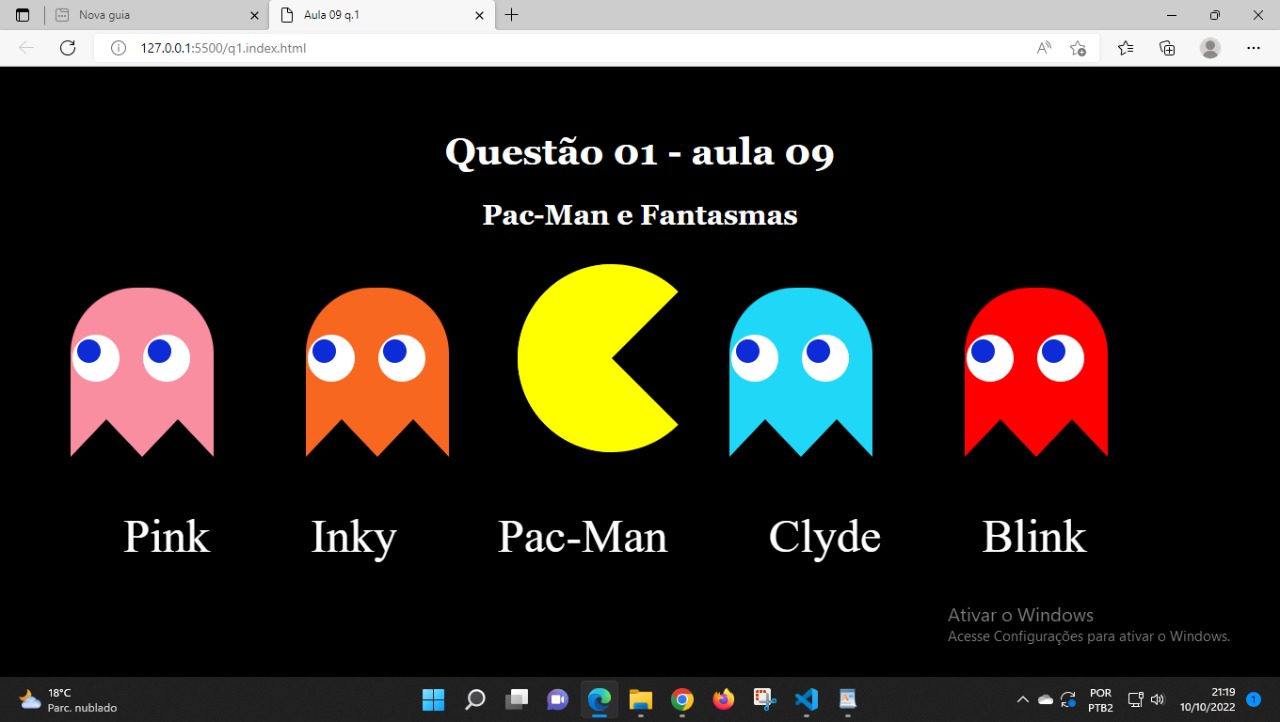 Nova guia
Aula 09 q.1
127.0.0.1:5500/q1.index.html
Questão 01 - aula 09
Pac-Man e Fantasmas
Pink Inky Pac-Man Clyde Blink
Ativar o Windows
Acesse Configurações para ativar o Windows.
18°C
Parc. nublado
POR
PTB2
21:19
10/10/2022
1